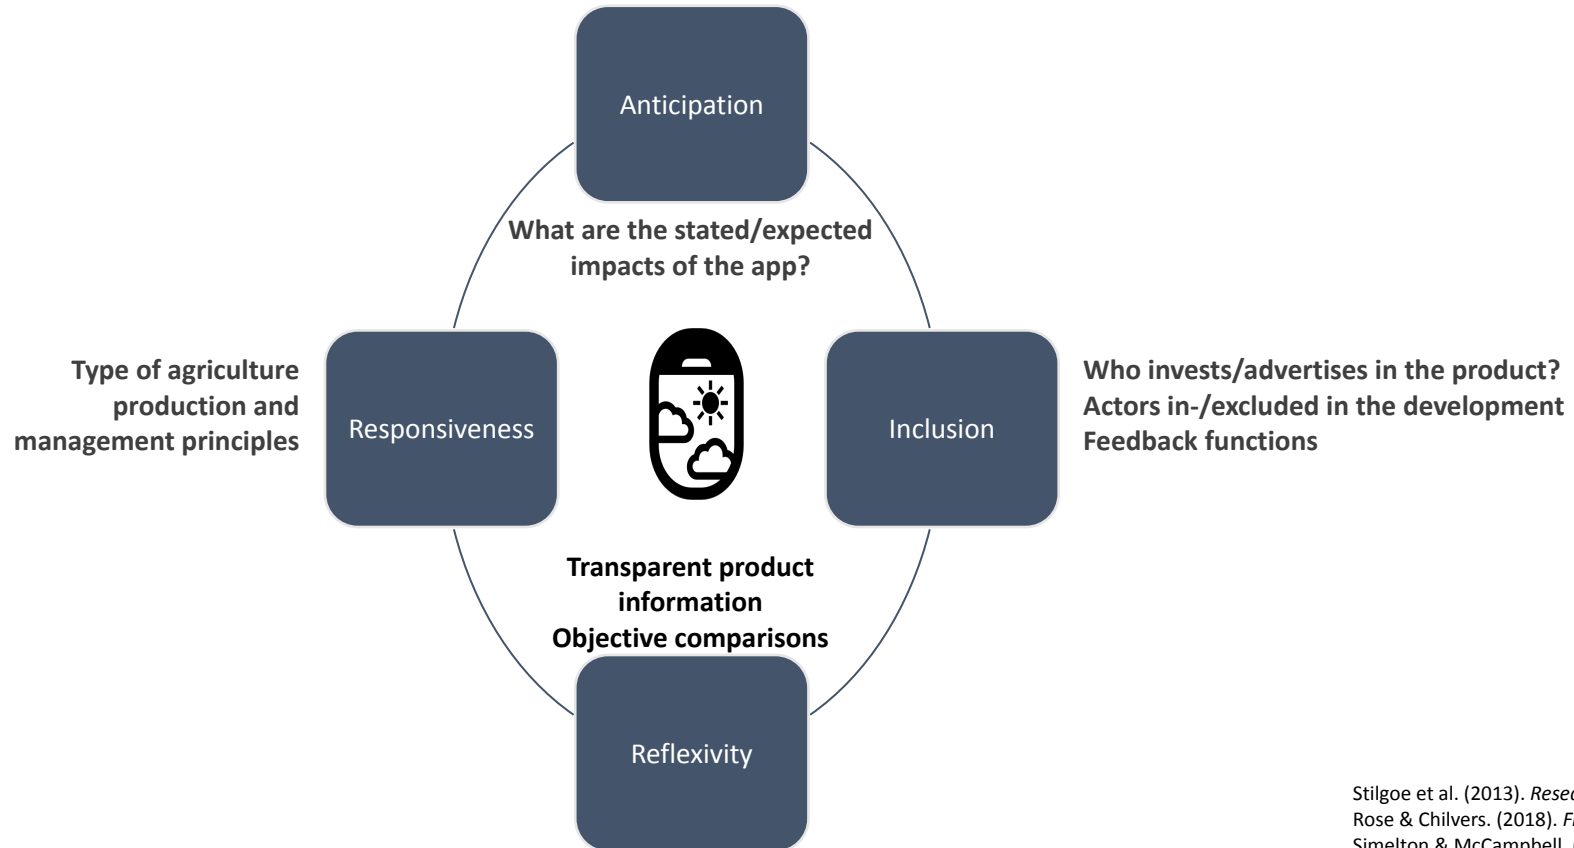 Anticipation
What are the stated/expected
impacts of the app?
Type of agriculture
production and
management principles
Responsiveness
Inclusion
Who invests/advertises in the product?
Actors in-/excluded in the development
Feedback functions
Transparent product
information
Objective comparisons
Reflexivity
Stilgoe et al. (2013).
Rose & Chilvers. (2018).
Simelton & McCampbell.